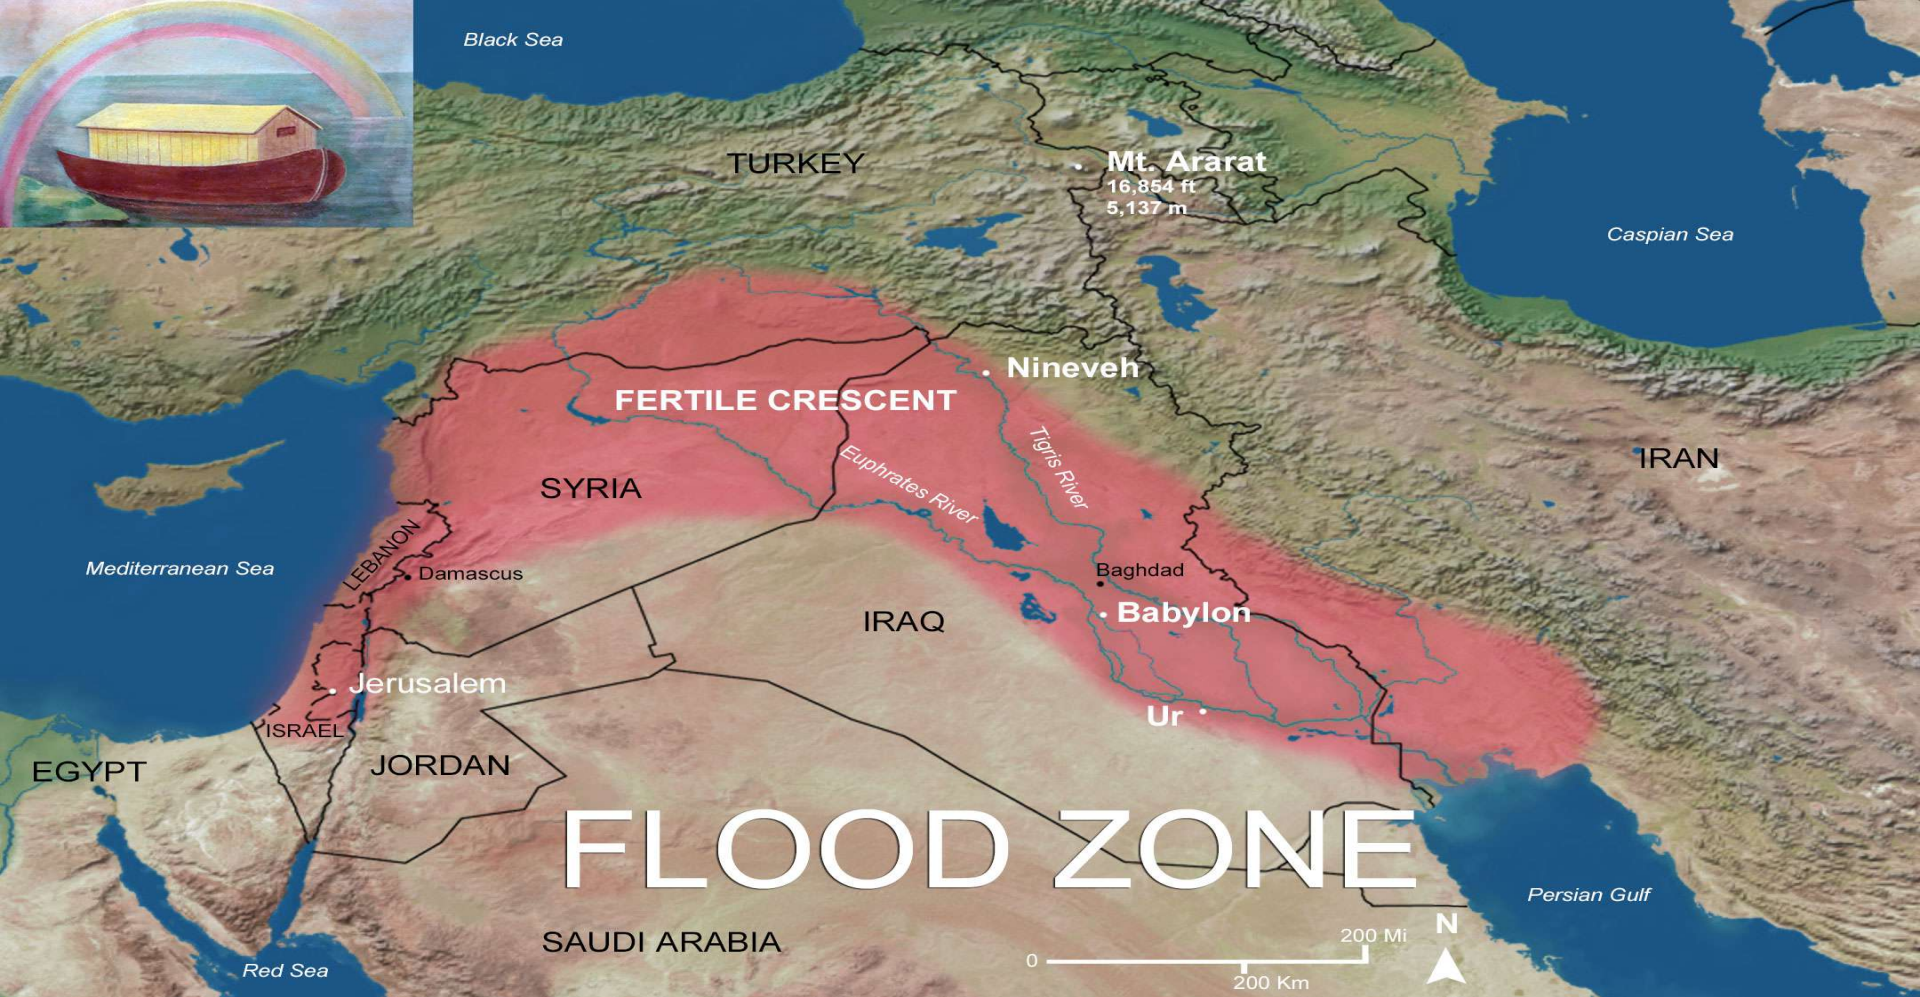 Black Sea
TURKEY
Mt. Ararat
16,854 ft
5,137 m
Caspian Sea
Nineveh
FERTILE CRESCENT
Tigris River
Euphrates River
IRAN
SYRIA
LEBANON
Mediterranean Sea
Damascus
Baghdad
Babylon
IRAQ
Jerusalem
Ur
ISRAEL
EGYPT
JORDAN
FLOOD ZONE
Persian Gulf
SAUDI ARABIA
N
200 Mi
0
200 Km
Red Sea